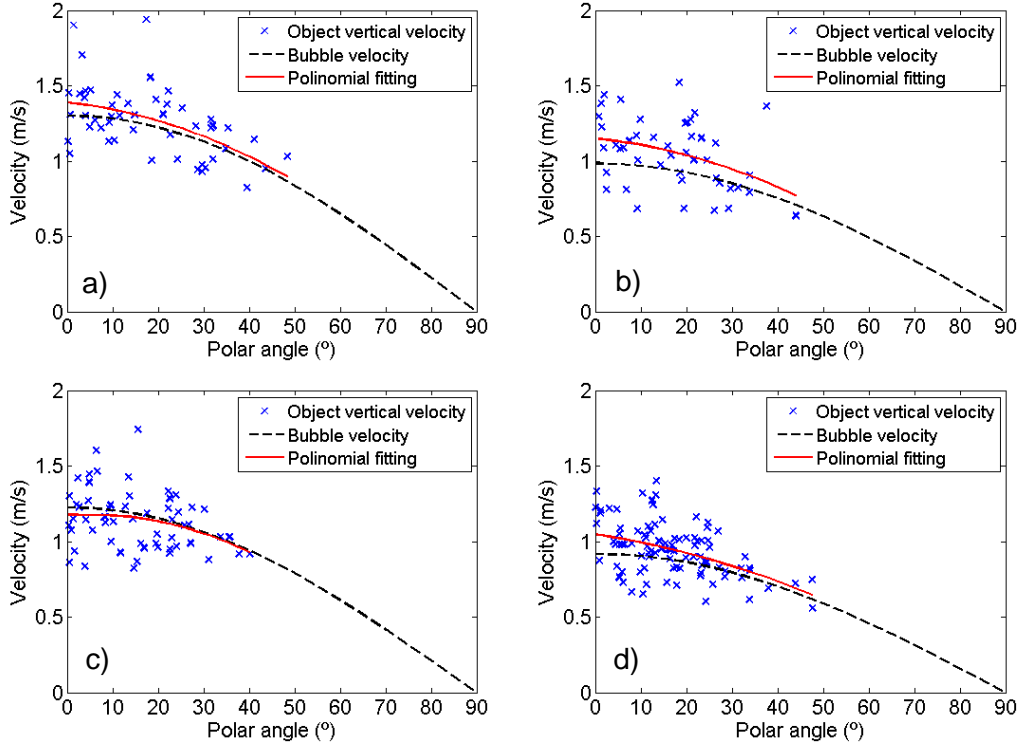 2
1.5
1
0.5
0
Velocity (m/s)
Object vertical velocity
Bubble velocity
Polinomial fitting
a)
0 10 20 30 40 50 60 70 80 90
Polar angle (º)
2
1.5
1
0.5
0
Velocity (m/s)
Object vertical velocity
Bubble velocity
Polinomial fitting
b)
0 10 20 30 40 50 60 70 80 90
Polar angle (º)
2
1.5
1
0.5
0
Velocity (m/s)
Object vertical velocity
Bubble velocity
Polinomial fitting
c)
0 10 20 30 40 50 60 70 80 90
Polar angle (º)
2
1.5
1
0.5
0
Velocity (m/s)
Object vertical velocity
Bubble velocity
Polinomial fitting
d)
0 10 20 30 40 50 60 70 80 90
Polar angle (º)